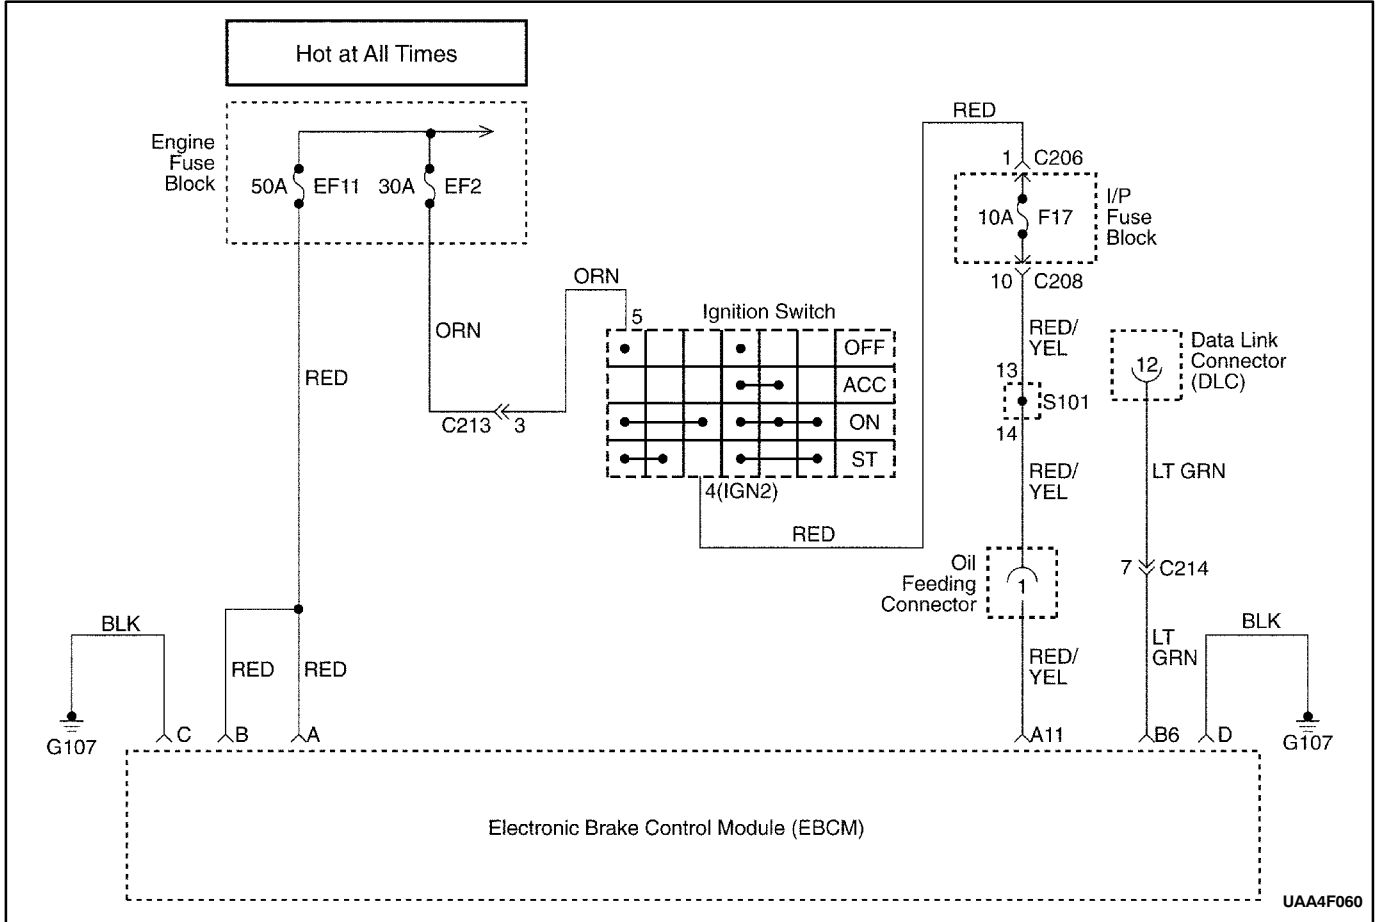 Hot at All Times
Engine
Fuse
Block
50A
EF11
30A
EF2
RED
1
C206
10A
F17
I/P
Fuse
Block
10
C208
ORN
ORN
5
Ignition Switch
OFF
ACC
ON
ST
C213
3
4(IGN2)
RED
RED
RED/
YEL
13
S101
14
RED/
YEL
12
Data Link
Connector
(DLC)
LT GRN
7
C214
Oil
Feeding
Connector
1
RED/
YEL
LT
GRN
BLK
BLK
RED
RED
G107
C
B
A
A11
B6
D
G107
Electronic Brake Control Module (EBCM)
UAA4F060